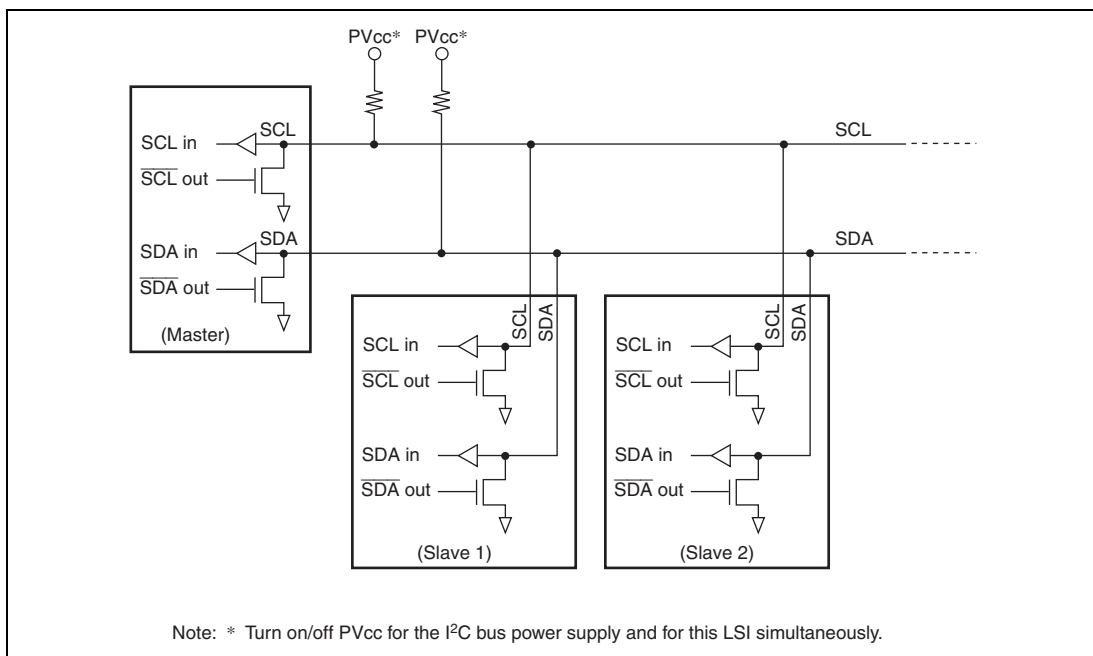 PVcc* PVcc*
SCL in
SCL
SCL
SCL out
SDA in
SDA
SDA
SDA out
(Master)
SCL
SDA
SCL
SDA
SCL in
SCL in
SCL out
SCL out
SDA in
SDA in
SDA out
SDA out
(Slave 1)
(Slave 2)
Note: * Turn on/off PVcc for the I²C bus power supply and for this LSI simultaneously.